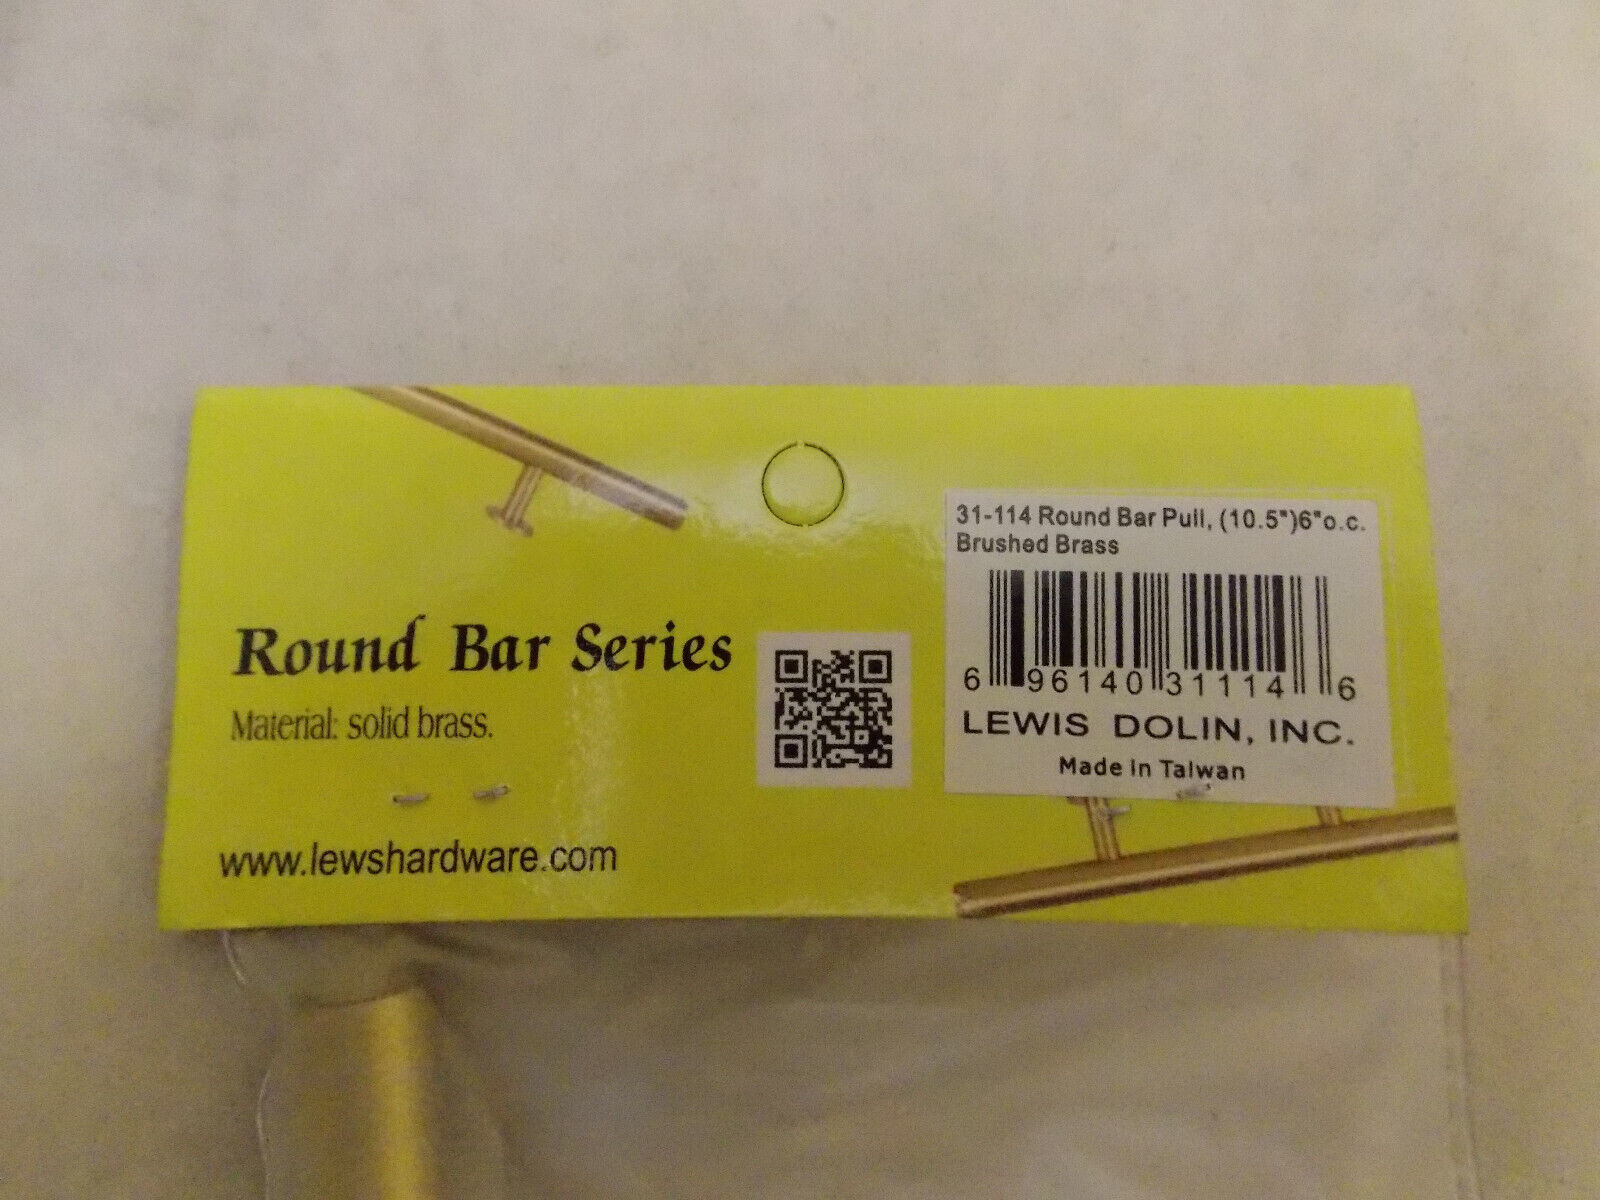 Round Bar Series
Material: solid brass.
www.lewshardware.com
31-114 Round Bar Pull, (10.5")6"o.c.
Brushed Brass
6 96140 31114 6
LEWIS DOLIN, INC.
Made in Taiwan